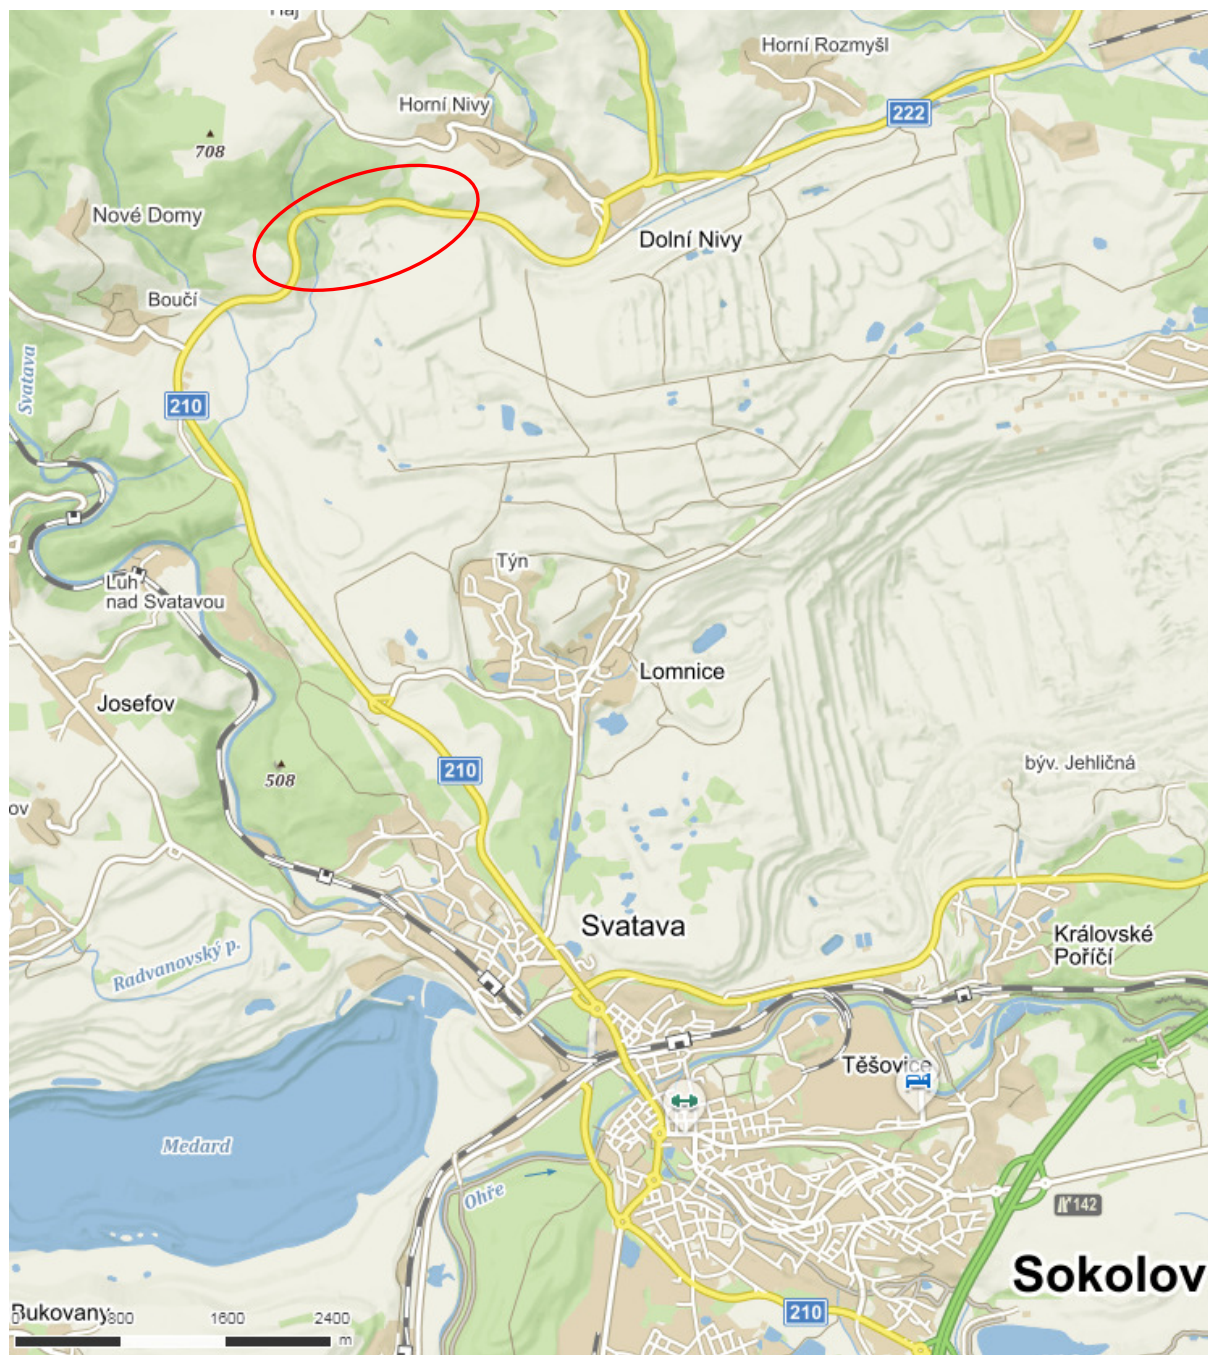 Háj
Horní Rozmyšl
Horní Nivy
222
708
Nové Domy
Dolní Nivy
Boučí
Svatava
210
Týn
Luh
nad Svatavou
Lomnice
Josefov
508
210
býv. Jehličná
ov
Svatava
Královské
Poříčí
Radvanovský p.
Těšovice
Medard
Ohře
142
Sokolov
Bukovany
0 800 1600 2400
m
210